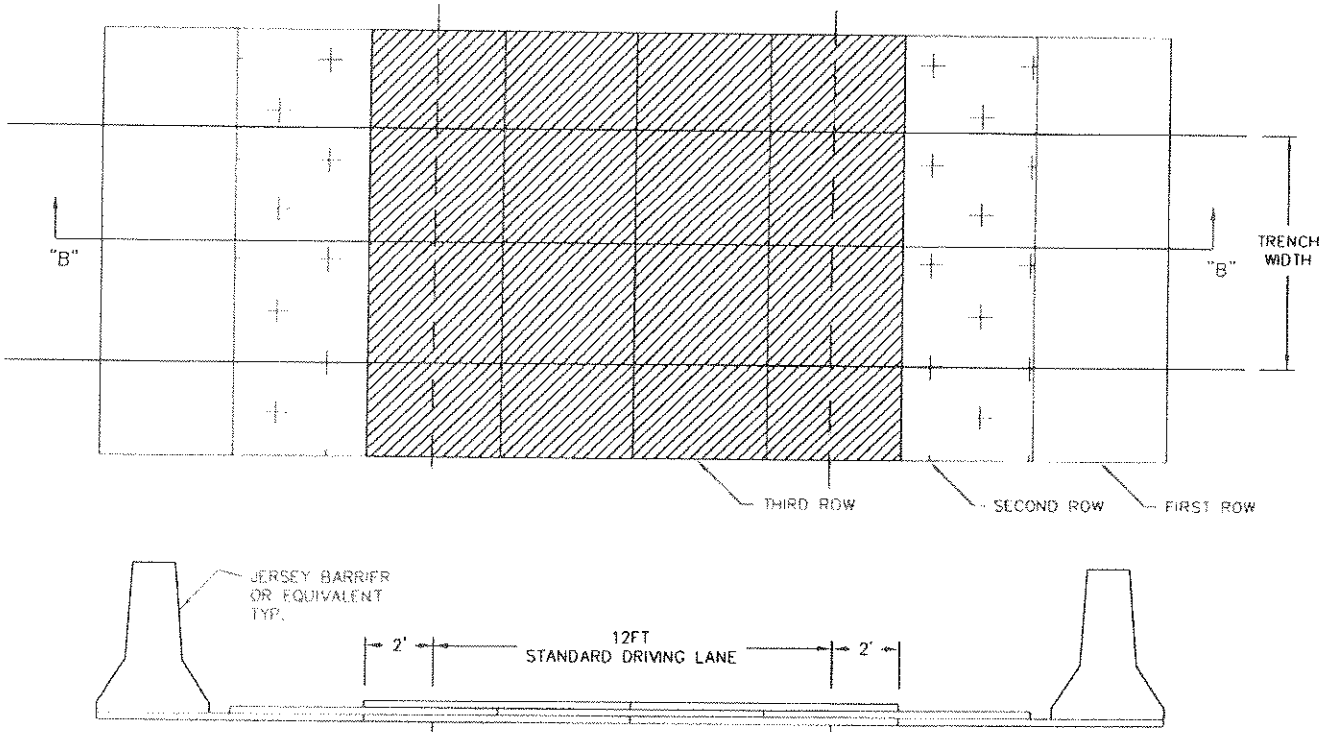 "B"
"B"
TRENCH
WIDTH
THIRD ROW
SECOND ROW
FIRST ROW
JERSEY BARRIER
OR EQUIVALENT
TYP.
2'
12FT
STANDARD DRIVING LANE
2'